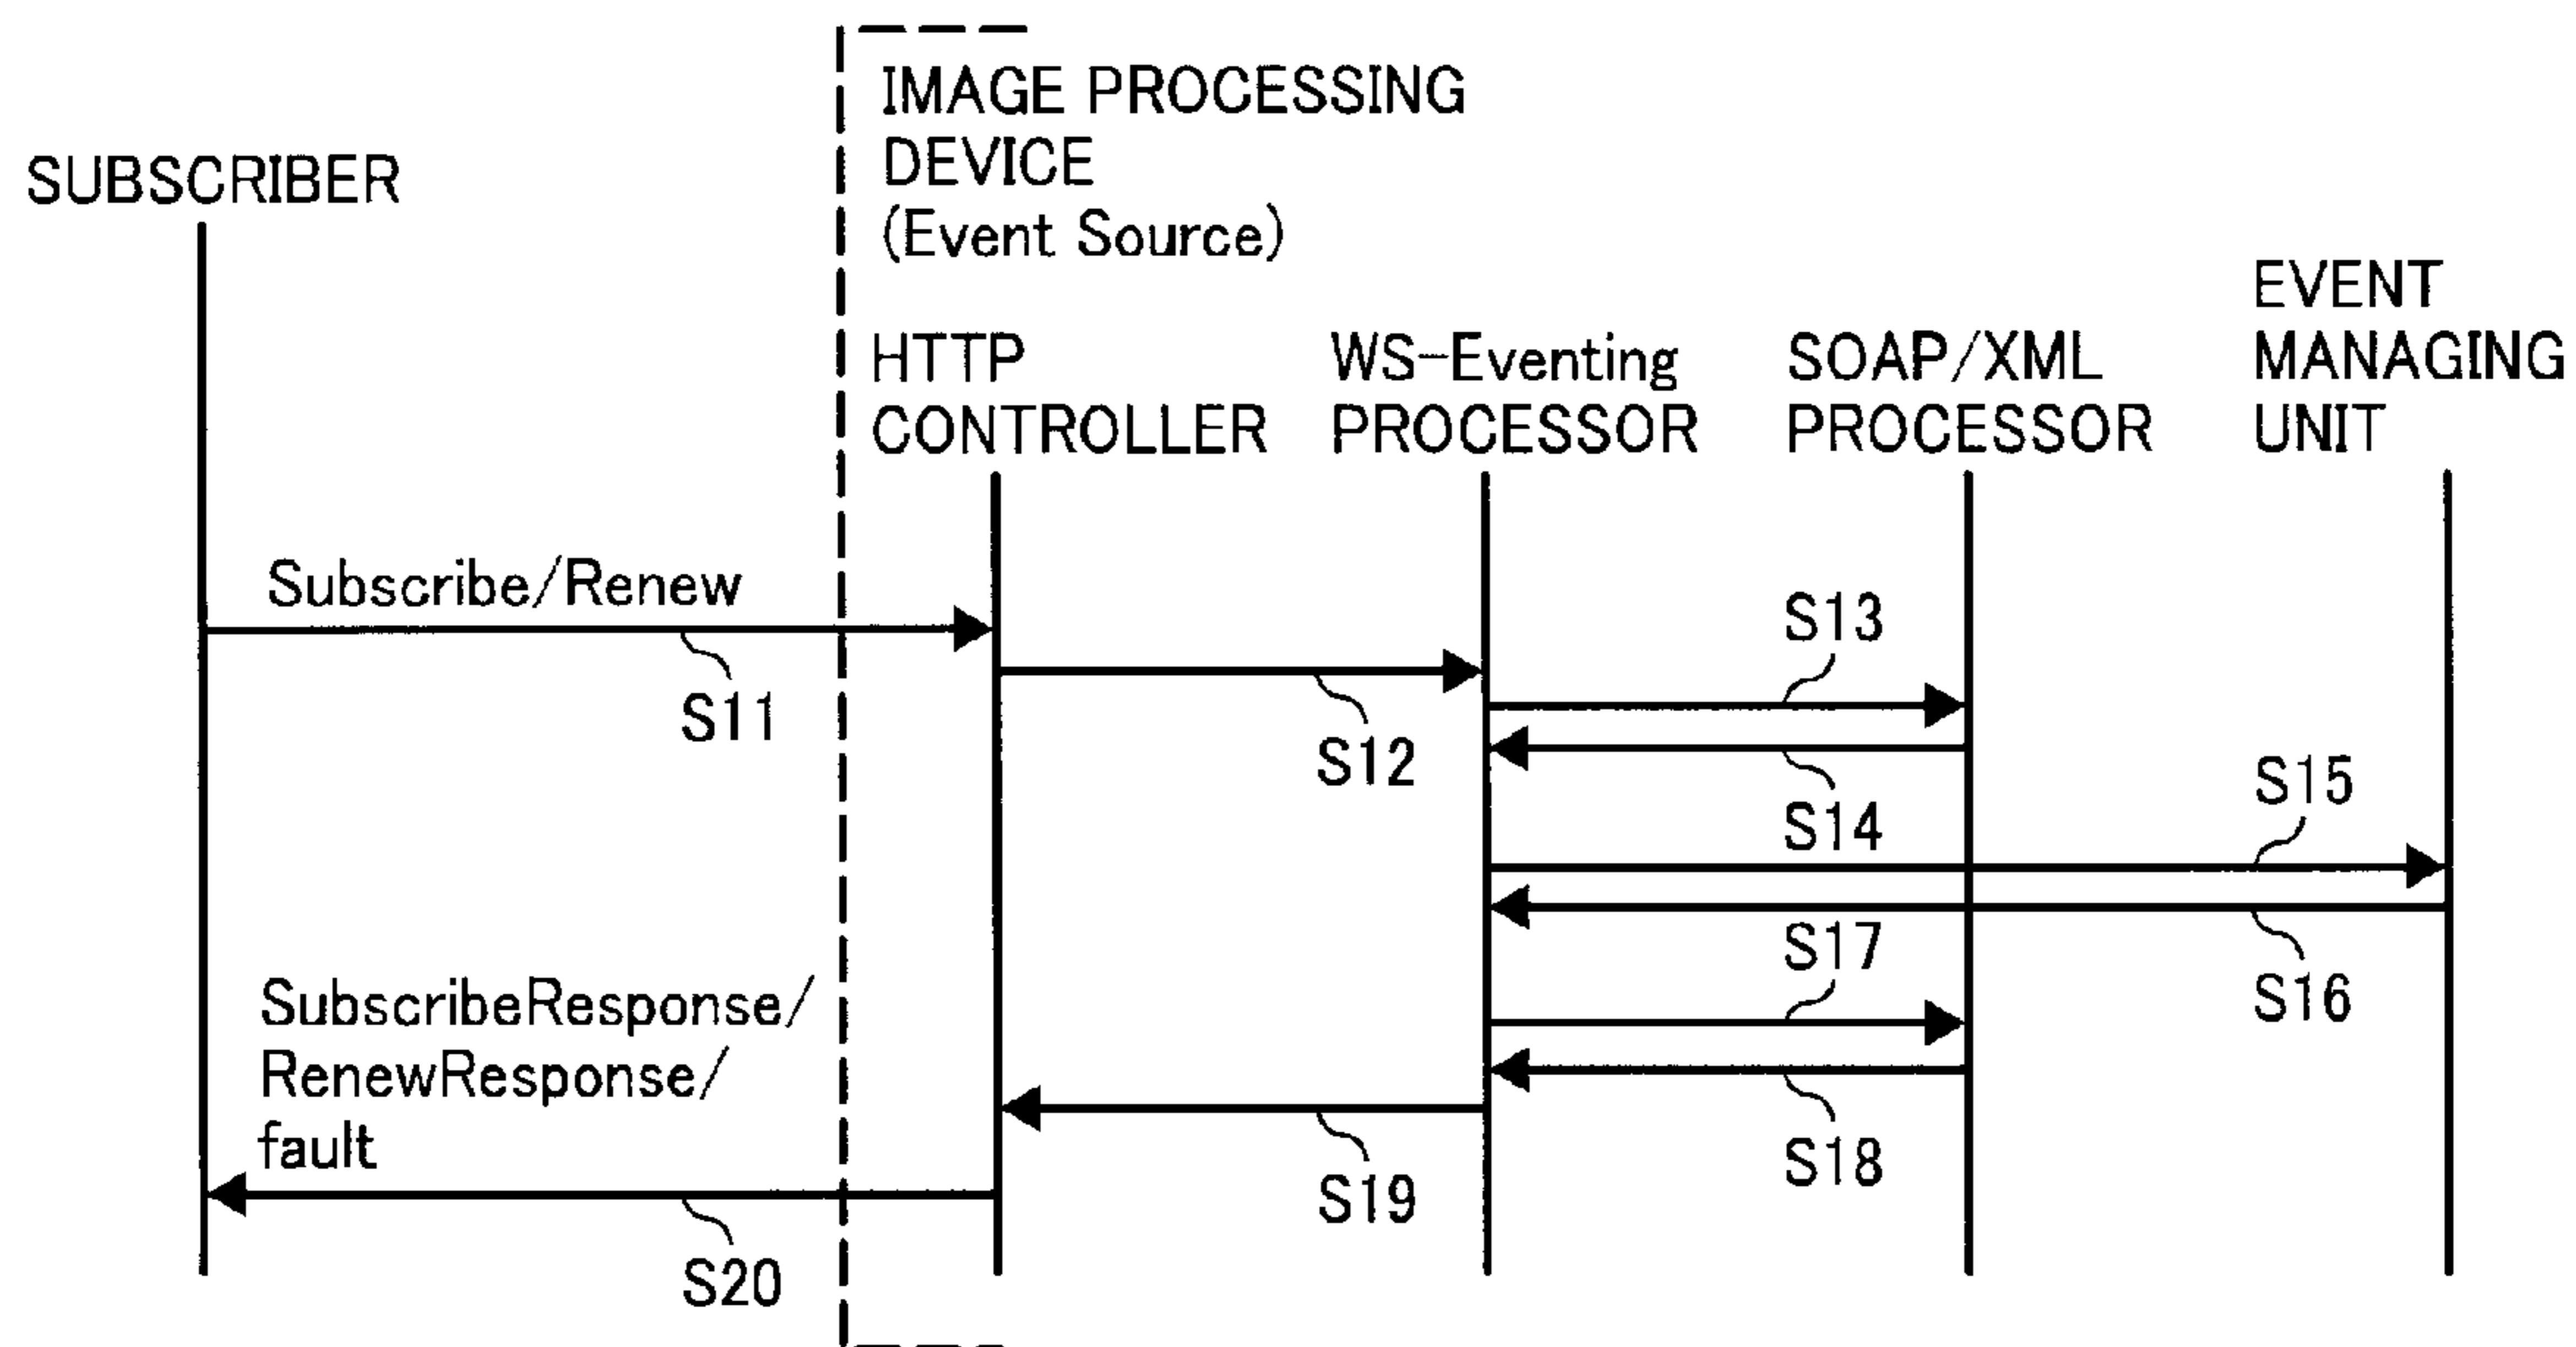 IMAGE PROCESSING
DEVICE
(Event Source)
SUBSCRIBER
HTTP
CONTROLLER
WS-Eventing
PROCESSOR
SOAP/XML
PROCESSOR
EVENT
MANAGING
UNIT
Subscribe/Renew
S11
S12
S13
S14
S15
S16
S17
S18
S19
SubscribeResponse/
RenewResponse/
fault
S20